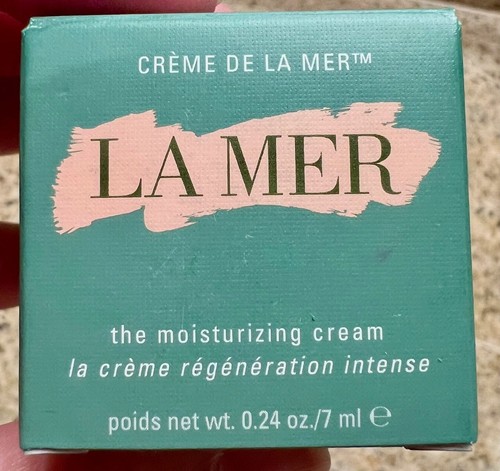 CRÈME DE LA MER™
LA MER
the moisturizing cream
la crème régénération intense
poids net wt. 0.24 oz./7 ml ℮